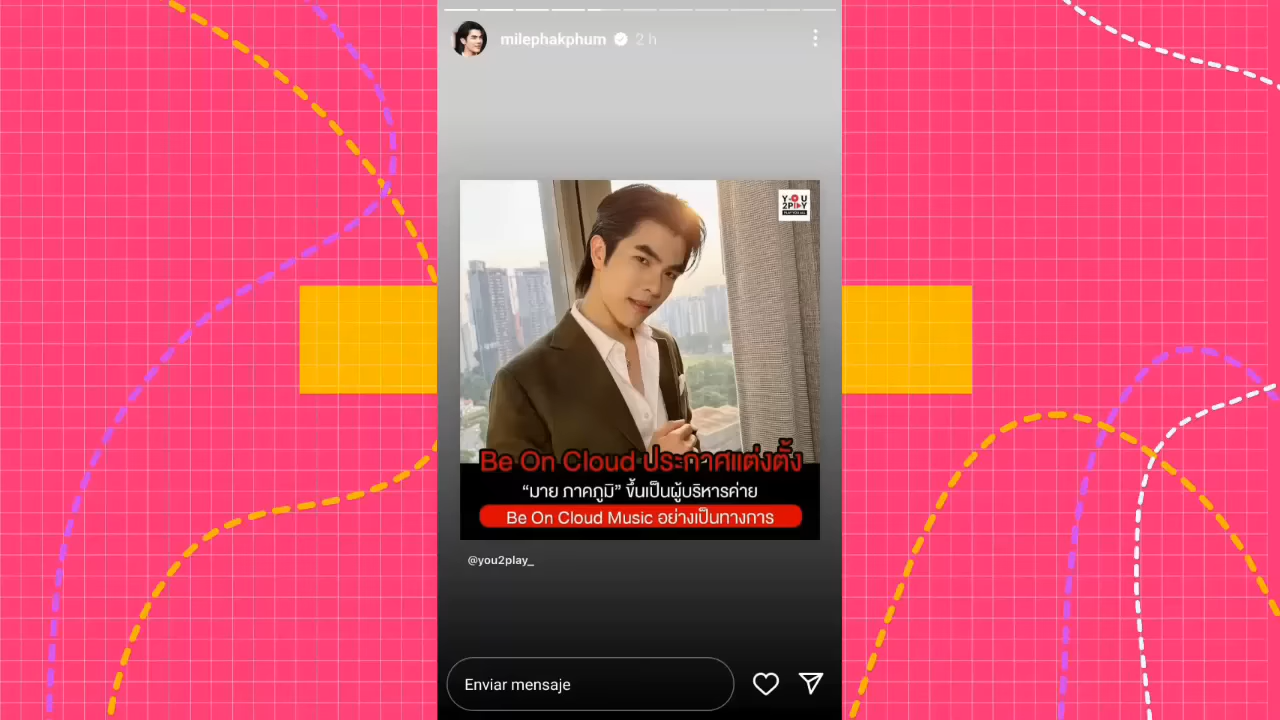 milephakphum 2 h
YOU
2PLAY
Be On Cloud ประกาศแต่งตั้ง
“มาย ภาคภูมิ” ขึ้นเป็นผู้บริหารค่าย
Be On Cloud Music อย่างเป็นทางการ
@you2play_
Enviar mensaje